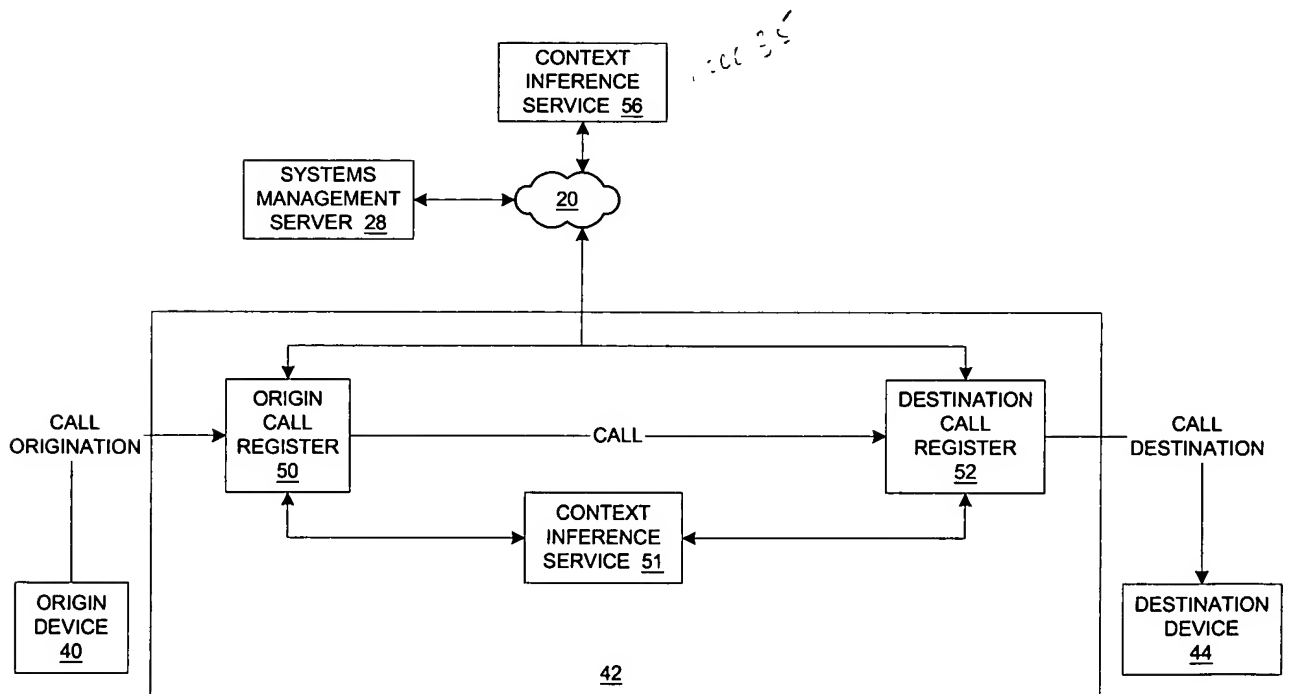 CONTEXT
INFERENCE
SERVICE 56
SYSTEMS
MANAGEMENT
SERVER 28
20
CALL
ORIGINATION
ORIGIN
CALL
REGISTER
50
CALL
DESTINATION
CALL
REGISTER
52
CALL
DESTINATION
CONTEXT
INFERENCE
SERVICE 51
ORIGIN
DEVICE
40
DESTINATION
DEVICE
44
42